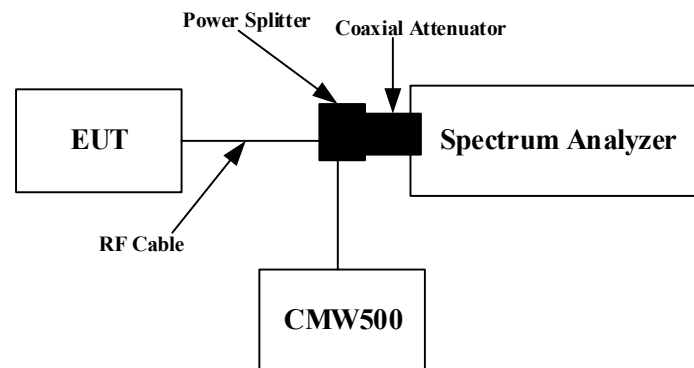 Power Splitter
Coaxial Attenuator
EUT
Spectrum Analyzer
RF Cable
CMW500